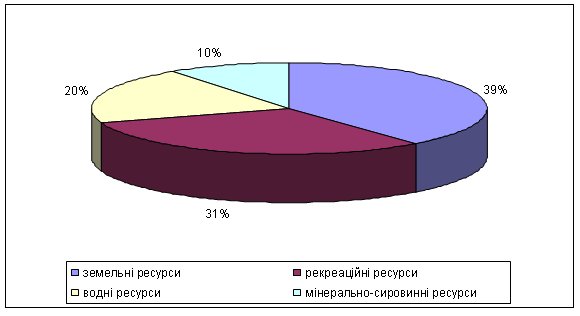 10%
39%
20%
31%
земельні ресурси
рекреаційні ресурси
водні ресурси
мінерально-сировинні ресурси